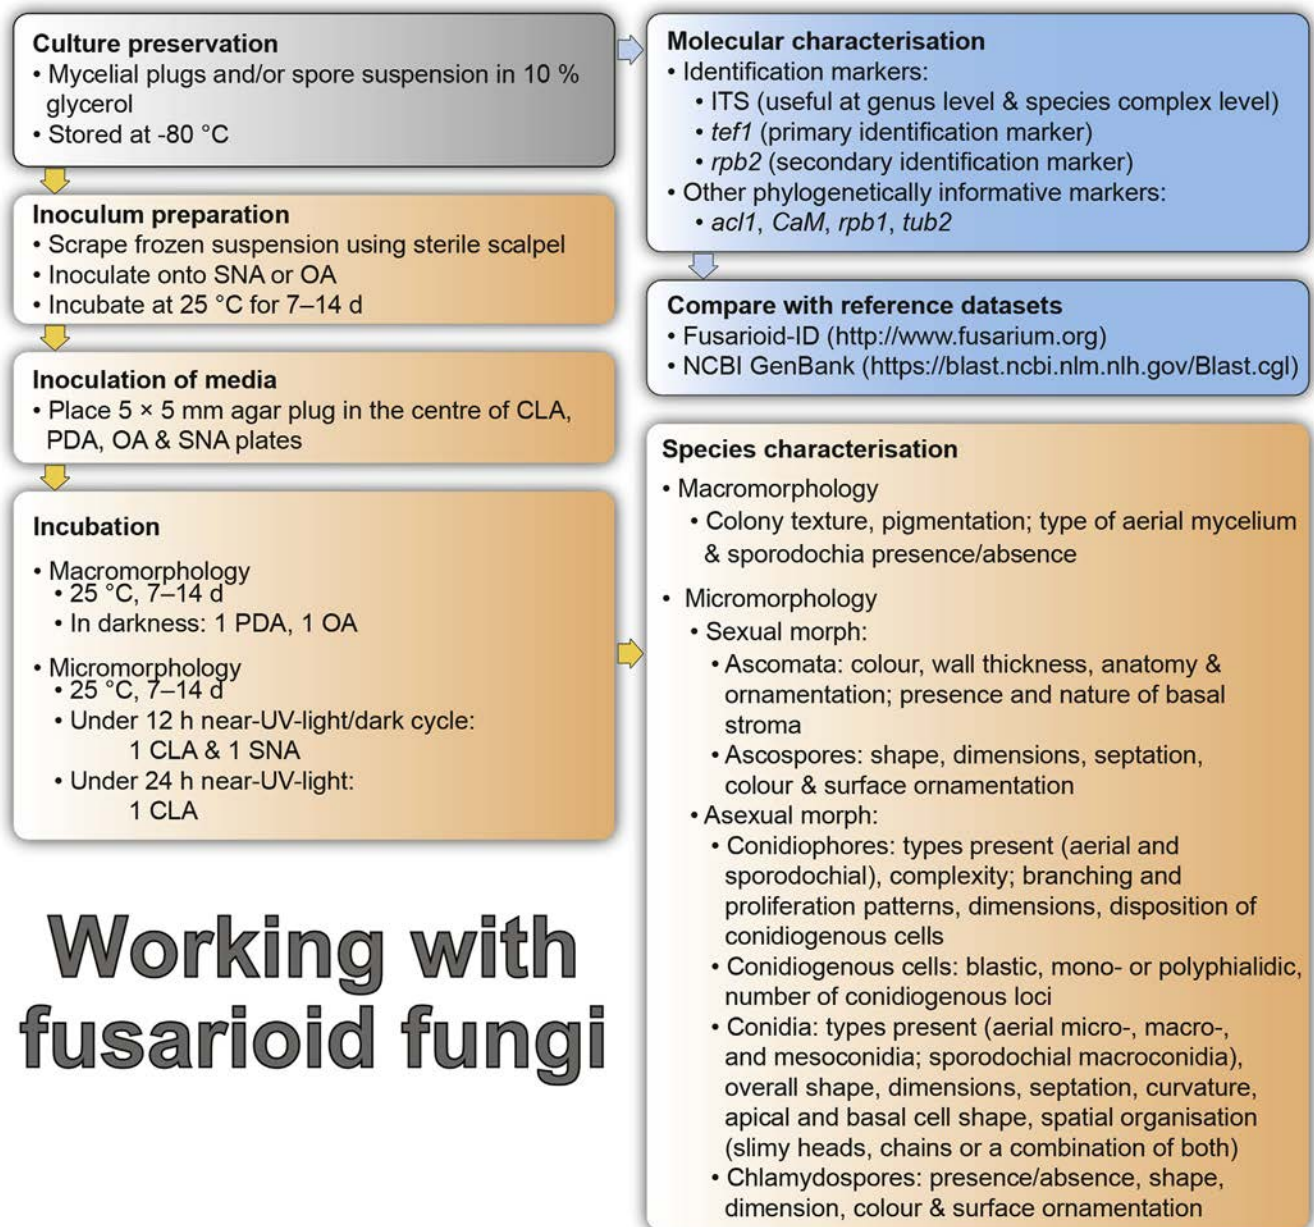 Culture preservation
• Mycelial plugs and/or spore suspension in 10 %
glycerol
• Stored at -80 °C
Inoculum preparation
• Scrape frozen suspension using sterile scalpel
• Inoculate onto SNA or OA
• Incubate at 25 °C for 7–14 d
Inoculation of media
• Place 5 × 5 mm agar plug in the centre of CLA,
PDA, OA & SNA plates
Incubation
• Macromorphology
• 25 °C, 7–14 d
• In darkness: 1 PDA, 1 OA
• Micromorphology
• 25 °C, 7–14 d
• Under 12 h near-UV-light/dark cycle:
1 CLA & 1 SNA
• Under 24 h near-UV-light:
1 CLA
Working with
fusarioid fungi
Molecular characterisation
• Identification markers:
• ITS (useful at genus level & species complex level)
• tef1 (primary identification marker)
• rpb2 (secondary identification marker)
• Other phylogenetically informative markers:
• acl1, CaM, rpb1, tub2
Compare with reference datasets
• Fusarioid-ID (http://www.fusarium.org)
• NCBI GenBank (https://blast.ncbi.nlm.nlh.gov/Blast.cgl)
Species characterisation
• Macromorphology
• Colony texture, pigmentation; type of aerial mycelium
& sporodochia presence/absence
• Micromorphology
• Sexual morph:
• Ascomata: colour, wall thickness, anatomy &
ornamentation; presence and nature of basal
stroma
• Ascospores: shape, dimensions, septation,
colour & surface ornamentation
• Asexual morph:
• Conidiophores: types present (aerial and
sporodochial), complexity; branching and
proliferation patterns, dimensions, disposition of
conidiogenous cells
• Conidiogenous cells: blastic, mono- or polyphialidic,
number of conidiogenous loci
• Conidia: types present (aerial micro-, macro-,
and mesoconidia; sporodochial macroconidia),
overall shape, dimensions, septation, curvature,
apical and basal cell shape, spatial organisation
(slimy heads, chains or a combination of both)
• Chlamydospores: presence/absence, shape,
dimension, colour & surface ornamentation